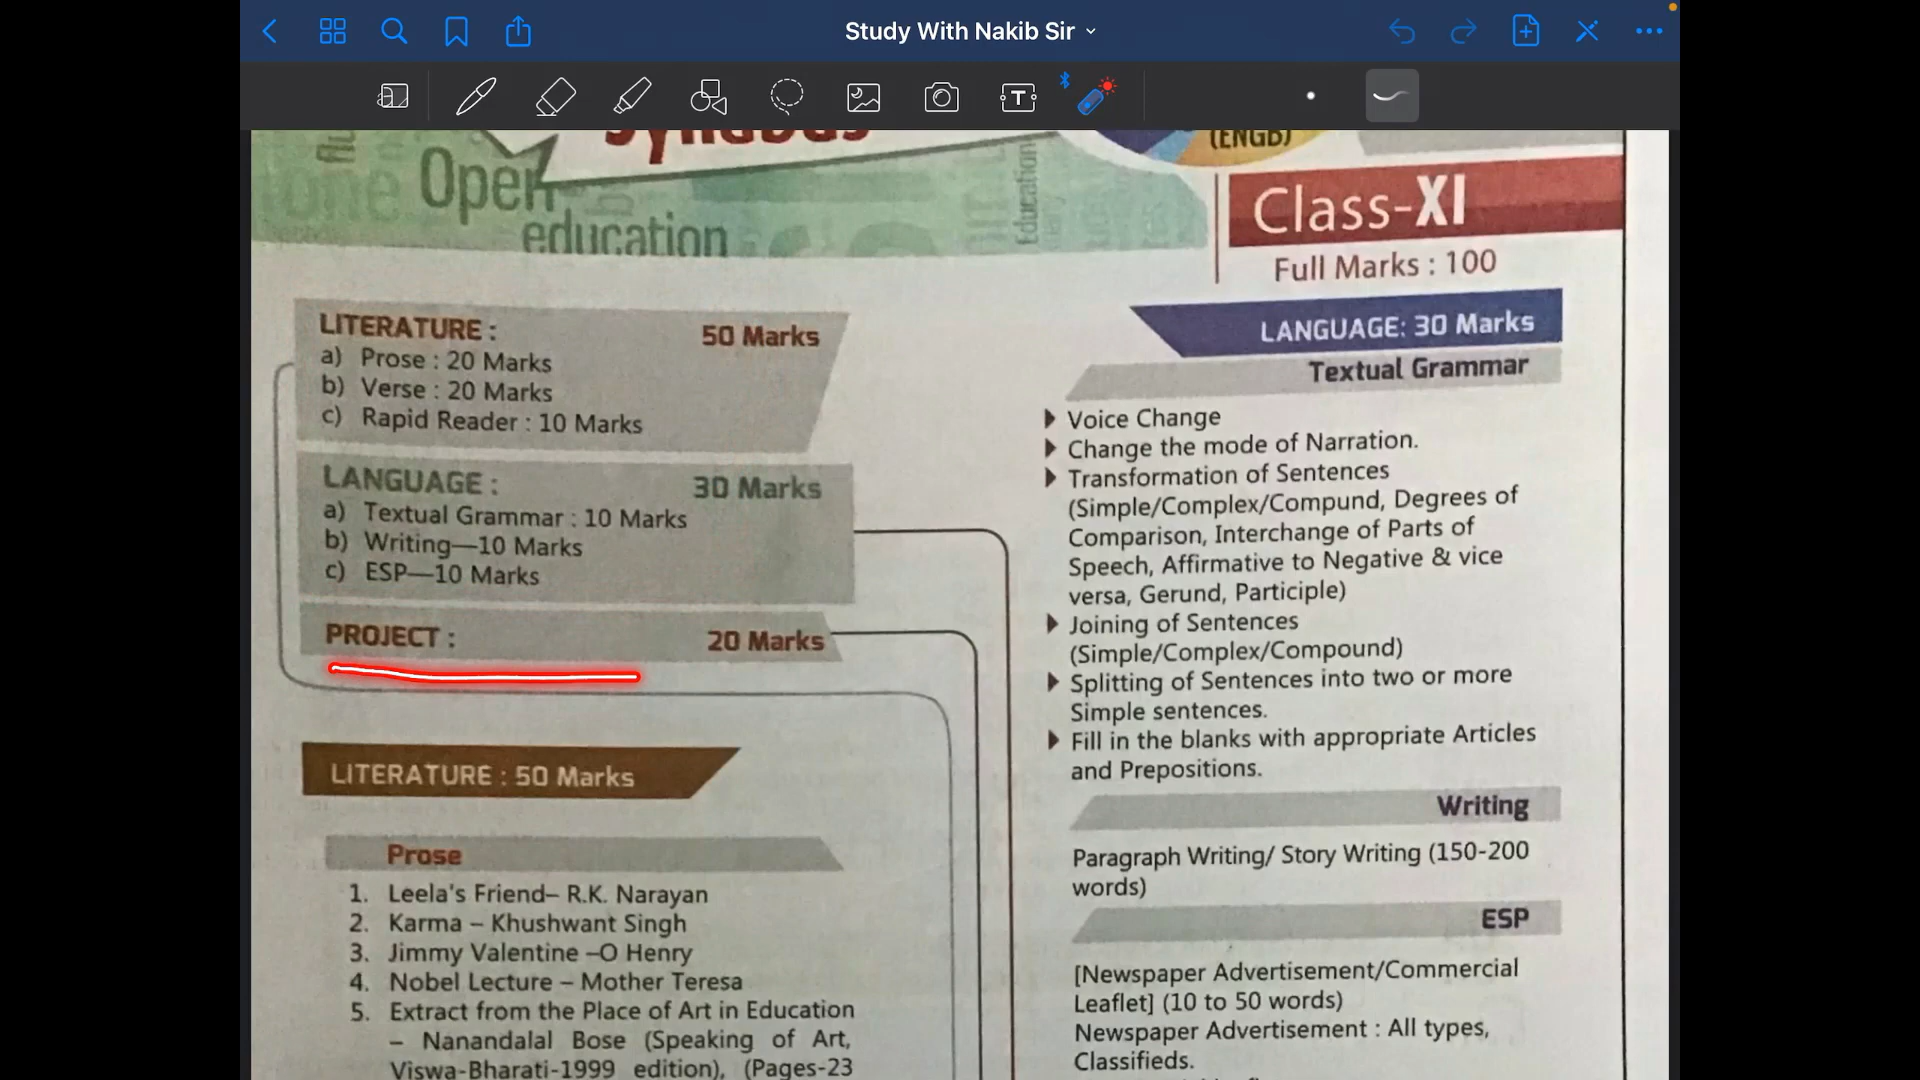 Study With Nakib Sir
T
Syllabus
(ENGB)
one
Open
education
Education
Class-XI
Full Marks : 100
LITERATURE : 50 Marks
a) Prose : 20 Marks
b) Verse : 20 Marks
c) Rapid Reader : 10 Marks
LANGUAGE : 30 Marks
a) Textual Grammar : 10 Marks
b) Writing—10 Marks
c) ESP—10 Marks
PROJECT : 20 Marks
LITERATURE : 50 Marks
Prose
1. Leela's Friend– R.K. Narayan
2. Karma – Khushwant Singh
3. Jimmy Valentine –O Henry
4. Nobel Lecture – Mother Teresa
5. Extract from the Place of Art in Education
– Nanandalal Bose (Speaking of Art,
Viswa-Bharati-1999 edition), (Pages-23
LANGUAGE: 30 Marks
Textual Grammar
Voice Change
Change the mode of Narration.
Transformation of Sentences
(Simple/Complex/Compund, Degrees of
Comparison, Interchange of Parts of
Speech, Affirmative to Negative & vice
versa, Gerund, Participle)
Joining of Sentences
(Simple/Complex/Compound)
Splitting of Sentences into two or more
Simple sentences.
Fill in the blanks with appropriate Articles
and Prepositions.
Writing
Paragraph Writing/ Story Writing (150-200
words)
ESP
[Newspaper Advertisement/Commercial
Leaflet] (10 to 50 words)
Newspaper Advertisement : All types,
Classifieds.